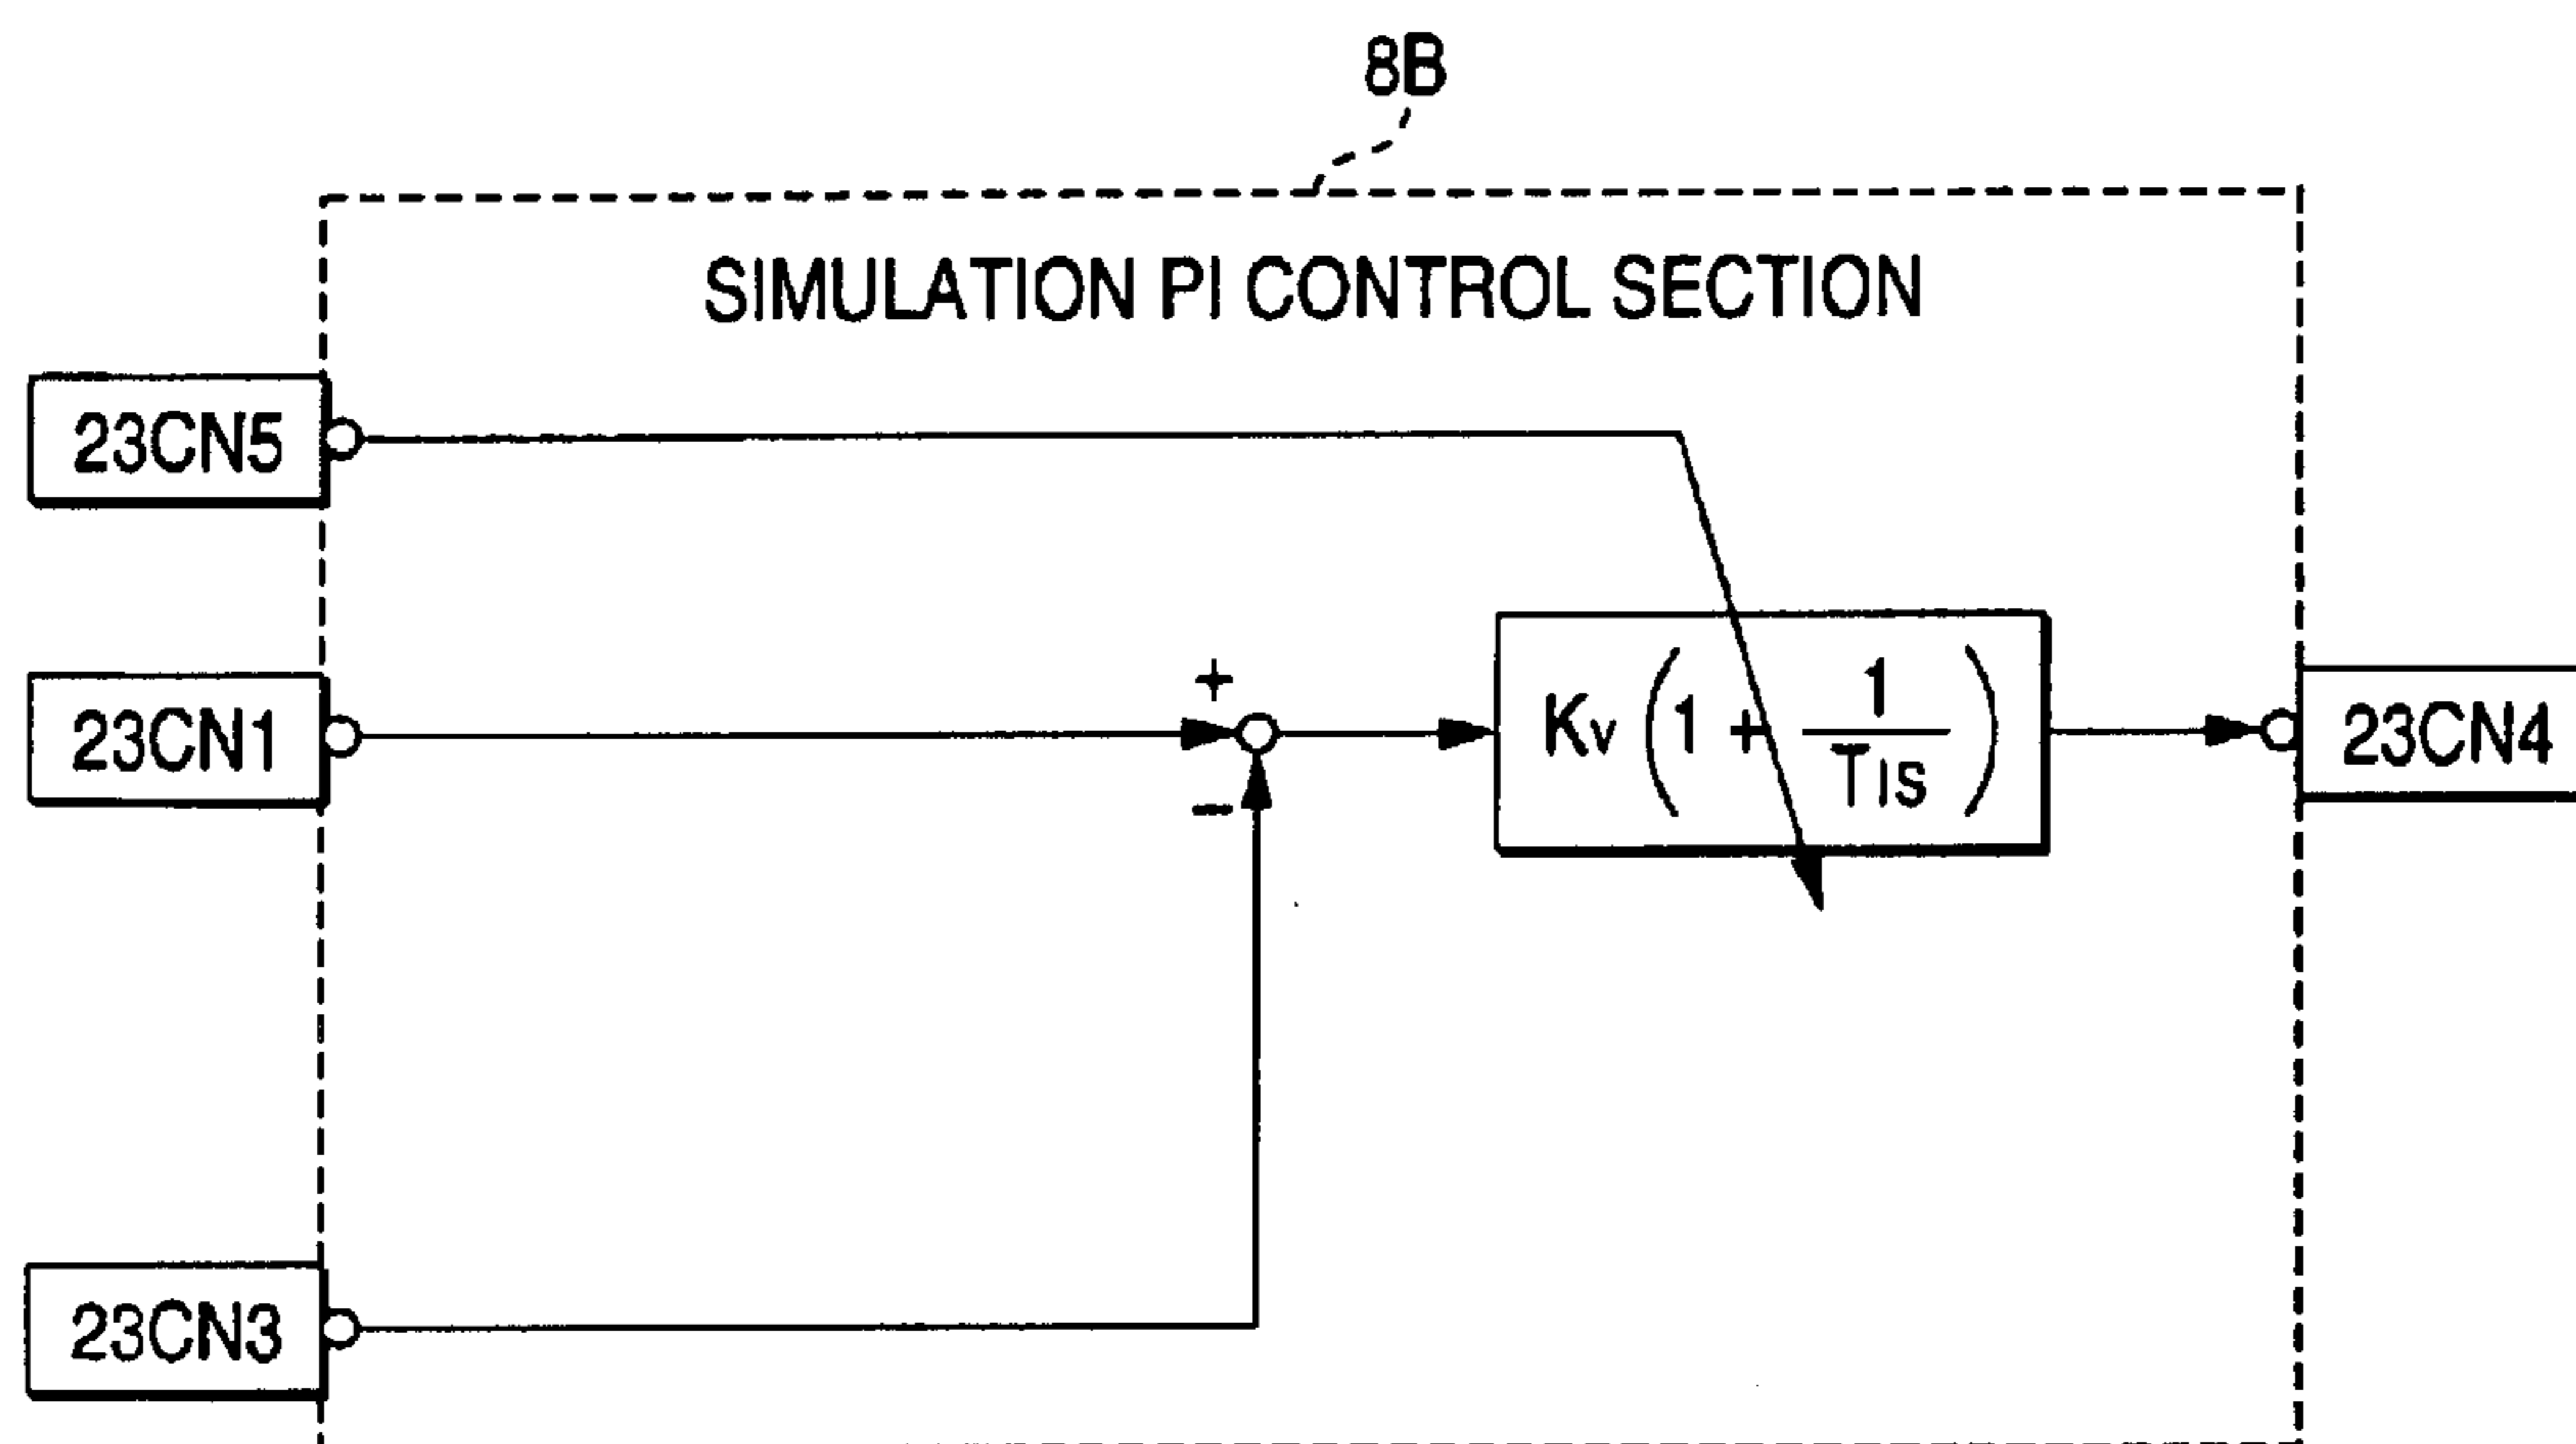 8B
SIMULATION PI CONTROL SECTION
23CN5
23CN1
+
−
Kv (1 + 1/TIS)
23CN4
23CN3